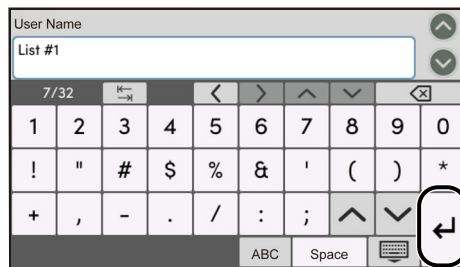 User Name
List #1
7/32
1 2 3 4 5 6 7 8 9 0
! " # $ % & ' ( ) *
+ , - . / : ;
ABC Space